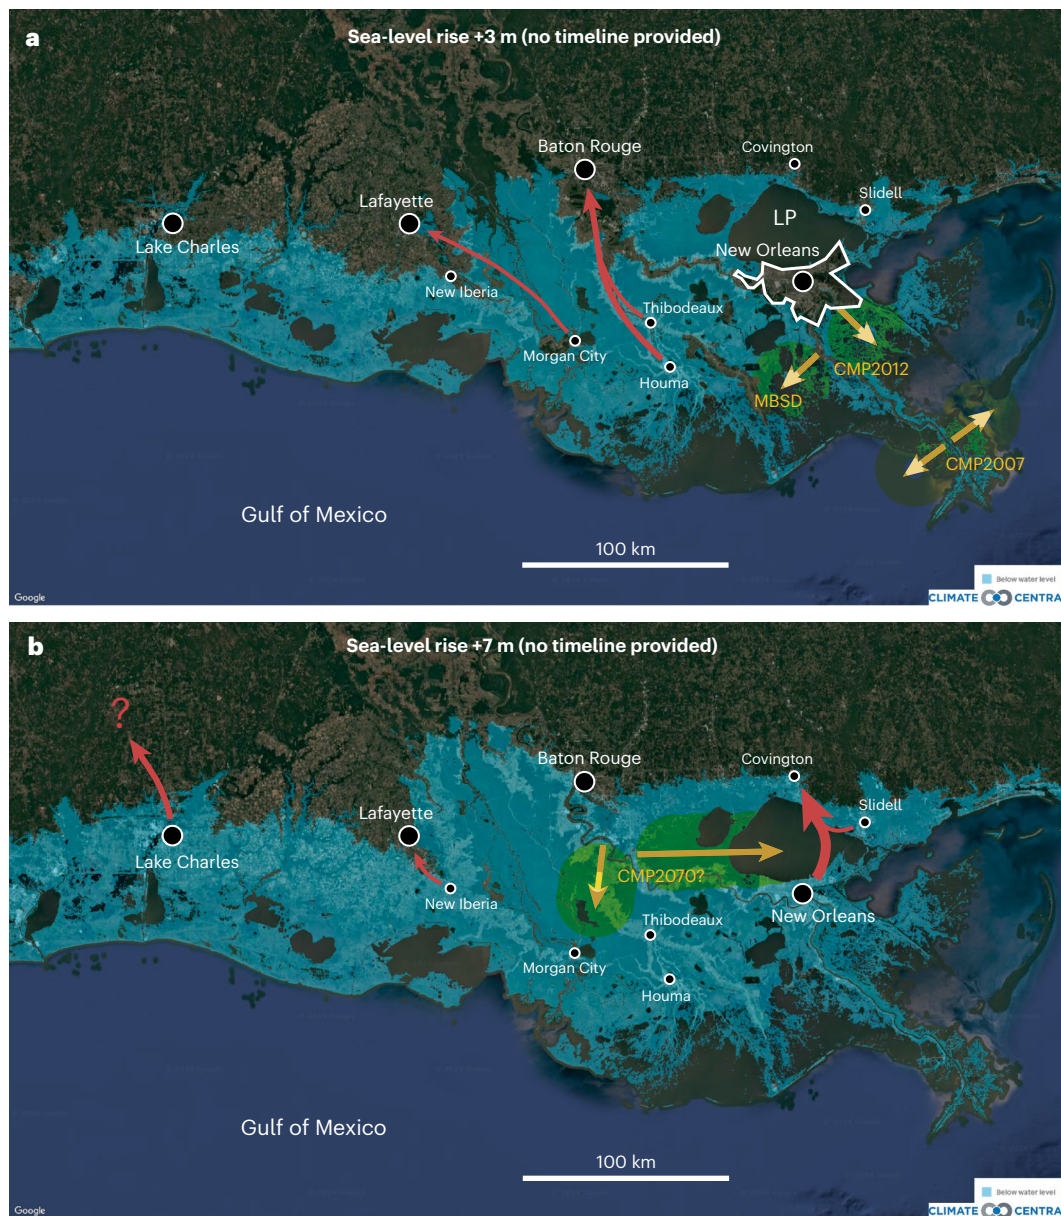 a
Sea-level rise +3 m (no timeline provided)
Baton Rouge
Covington
Slidell
Lafayette
LP
Lake Charles
New Orleans
New Iberia
Thibodeaux
Morgan City
Houma
CMP2012
MBSD
CMP2007
Gulf of Mexico
100 km
Below water level
Google
CLIMATE CENTRA
b
Sea-level rise +7 m (no timeline provided)
?
Baton Rouge
Covington
Slidell
Lafayette
Lake Charles
CMP2070?
New Iberia
New Orleans
Thibodeaux
Morgan City
Houma
Gulf of Mexico
100 km
Below water level
Google
CLIMATE CENTRA